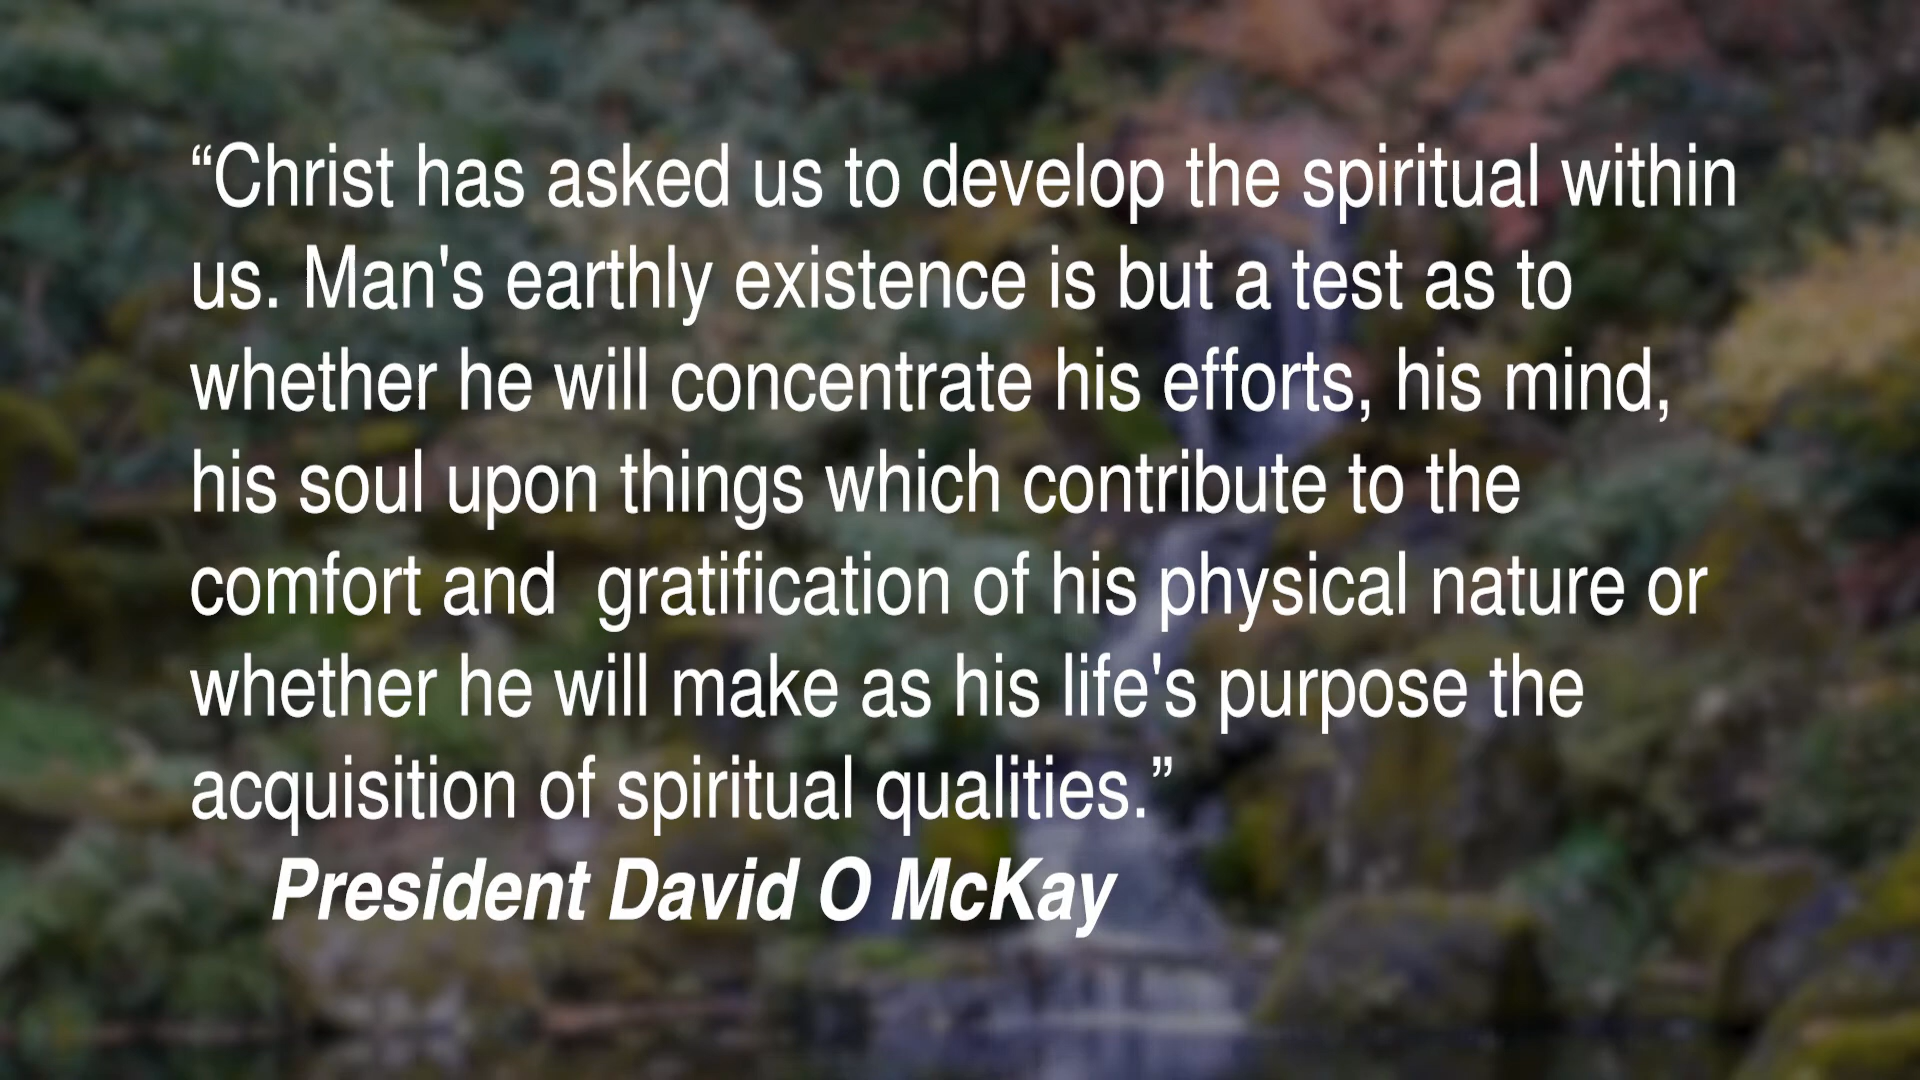 “Christ has asked us to develop the spiritual within
us. Man's earthly existence is but a test as to
whether he will concentrate his efforts, his mind,
his soul upon things which contribute to the
comfort and  gratification of his physical nature or
whether he will make as his life's purpose the
acquisition of spiritual qualities.”
President David O McKay